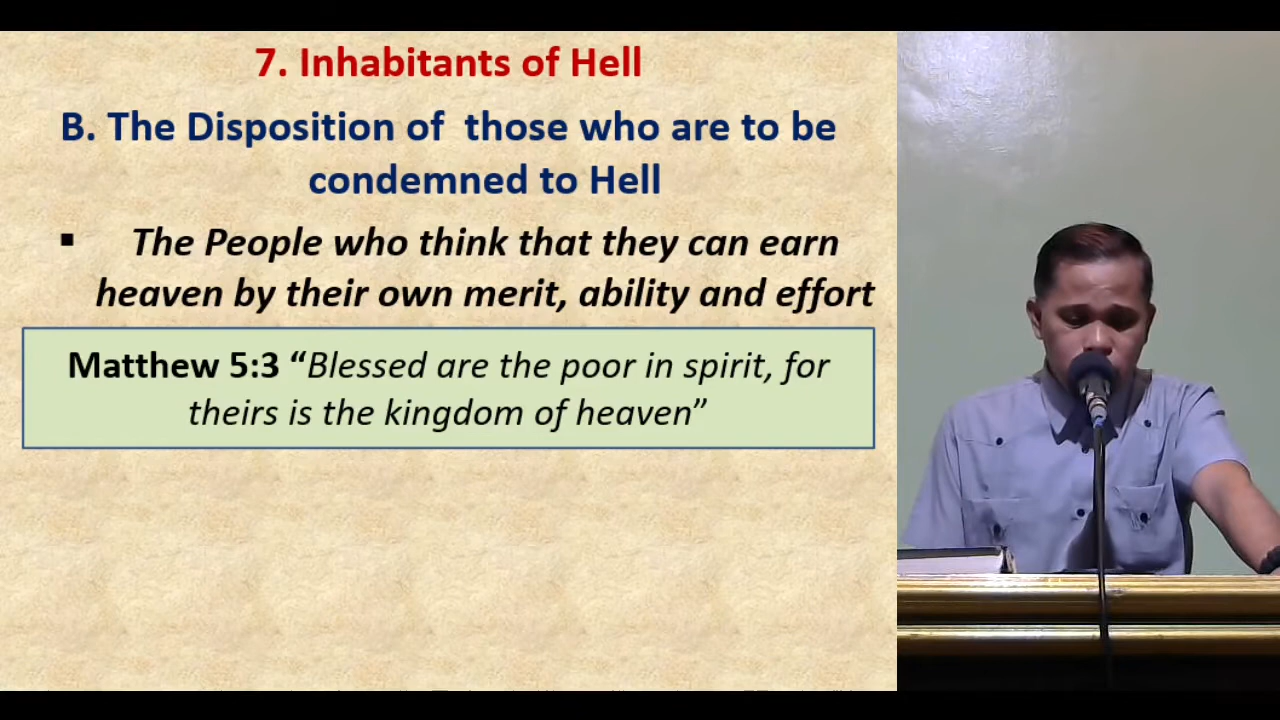 7. Inhabitants of Hell
B. The Disposition of those who are to be
condemned to Hell
▪ The People who think that they can earn
heaven by their own merit, ability and effort
Matthew 5:3 “Blessed are the poor in spirit, for
theirs is the kingdom of heaven”